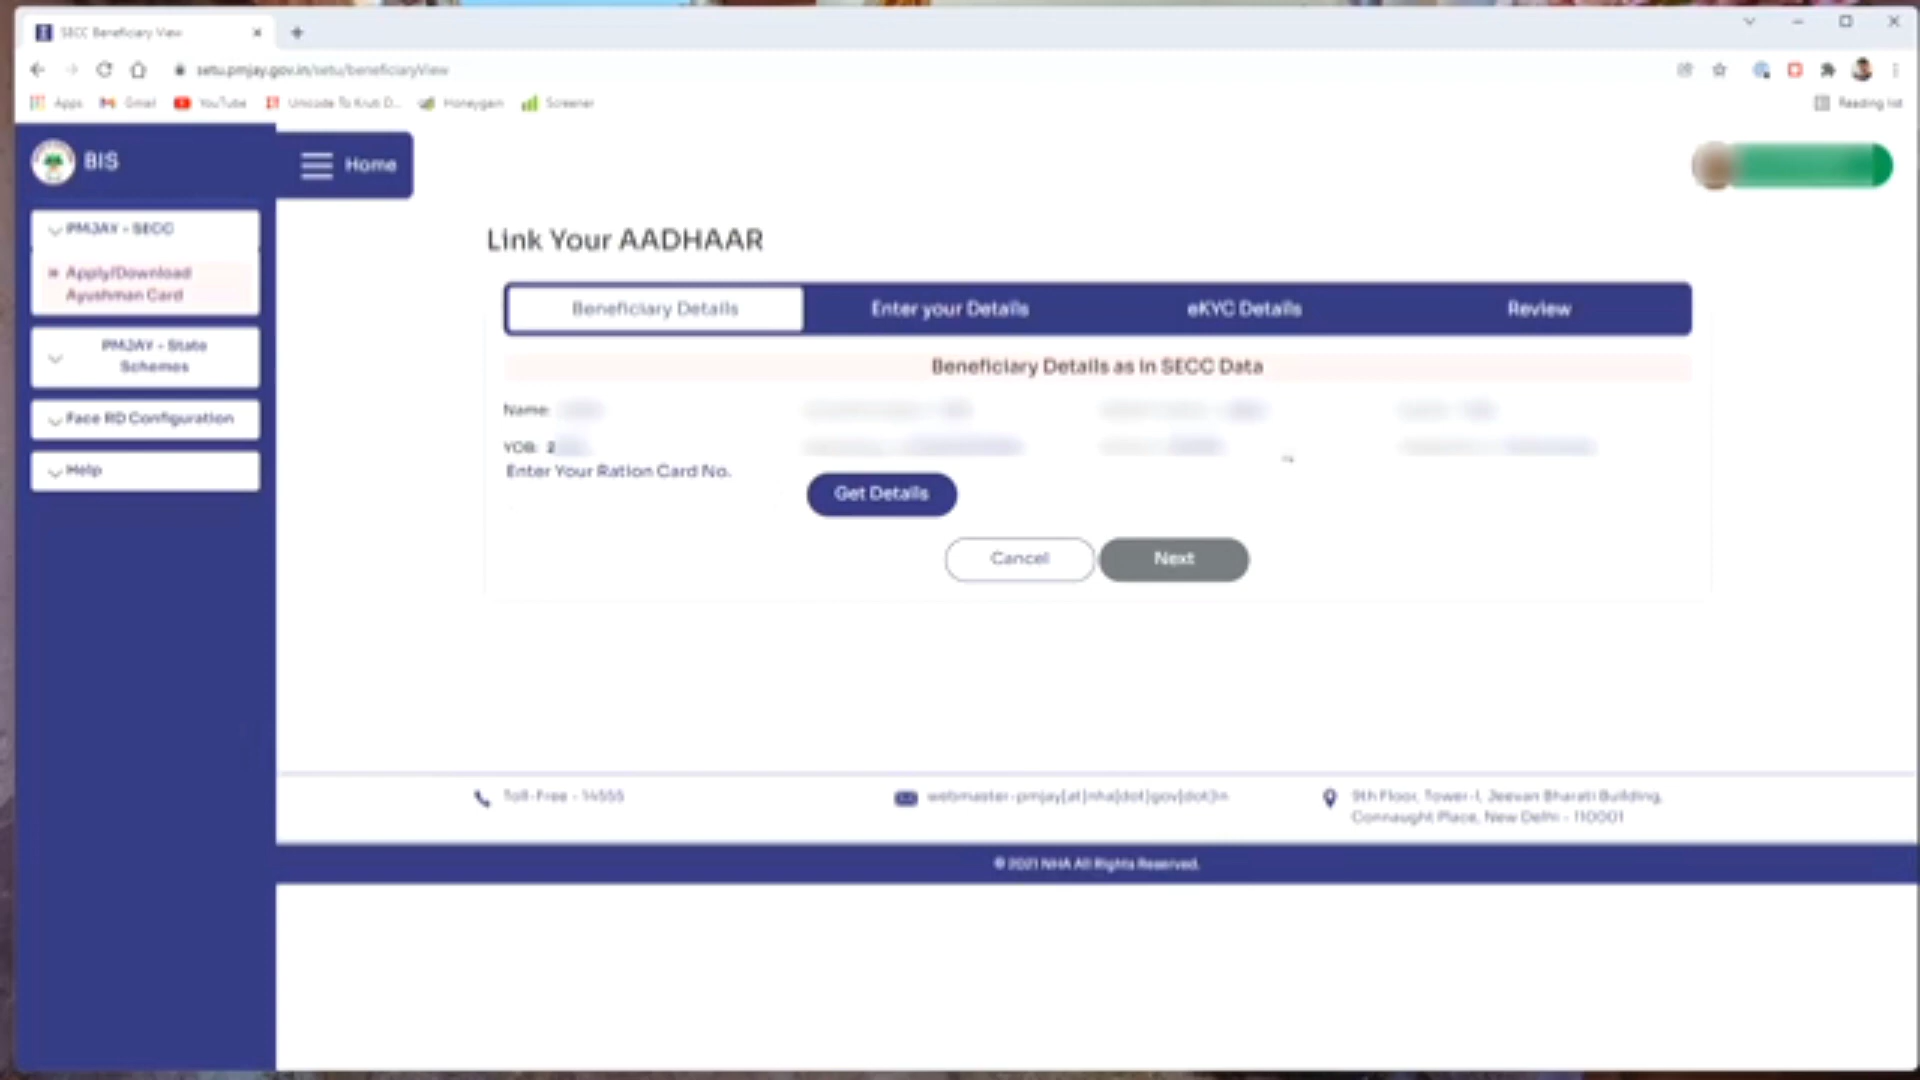 SECC Beneficiary View
setu.pmjay.gov.in/setu/beneficiaryView
Apps Gmail YouTube Unicode To Kruti D... Honeygain Screener
Reading list
BIS
Home
PMJAY - SECC
» Apply/Download
Ayushman Card
PMJAY - State
Schemes
Face RD Configuration
Help
Link Your AADHAAR
Beneficiary Details Enter your Details eKYC Details Review
Beneficiary Details as in SECC Data
Name:
YOB: 2
Enter Your Ration Card No.
Get Details
Cancel Next
Toll-Free - 14555
webmaster-pmjay[at]nha[dot]gov[dot]in
9th Floor, Tower-l, Jeevan Bharati Building,
Connaught Place, New Delhi - 110001
© 2021 NHA All Rights Reserved.